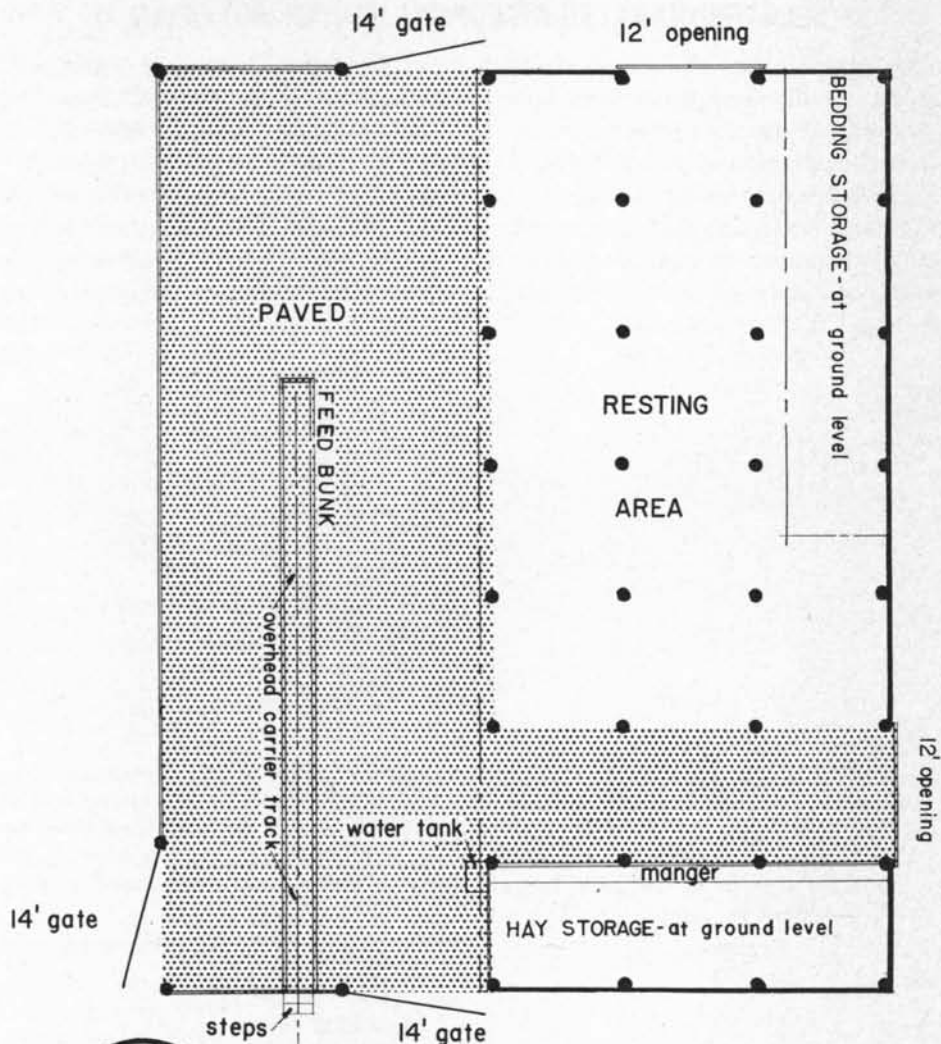 14' gate
12' opening
BEDDING STORAGE - at ground level
PAVED
FEED BUNK
RESTING
AREA
overhead carrier track
12' opening
water tank
manger
14' gate
HAY STORAGE - at ground level
steps
14' gate